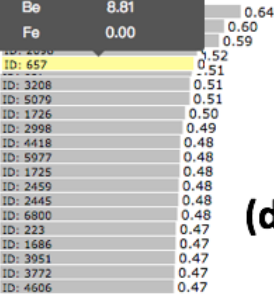 Be 8.81
0.64
Fe 0.00
0.60
0.59
0.52
ID: 657
0.51
ID: 3208 0.51
ID: 5079 0.51
ID: 1726 0.50
ID: 2998 0.49
ID: 4418 0.48
ID: 5977 0.48
ID: 1725 0.48
ID: 2459 0.48
ID: 2445 0.48
ID: 6800 0.48
ID: 223 0.47
(d
ID: 1686 0.47
ID: 3951 0.47
ID: 3772 0.47
ID: 4606 0.47